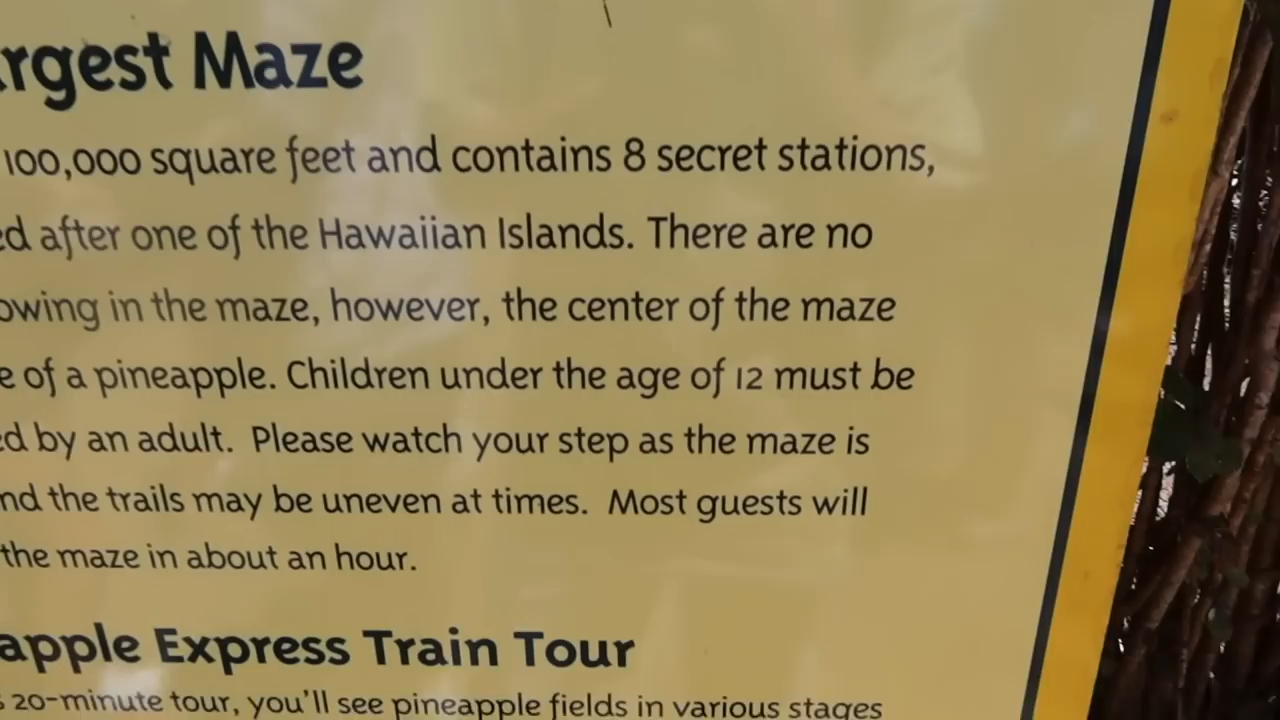 rgest Maze
100,000 square feet and contains 8 secret stations,
ed after one of the Hawaiian Islands. There are no
owing in the maze, however, the center of the maze
e of a pineapple. Children under the age of 12 must be
ed by an adult. Please watch your step as the maze is
nd the trails may be uneven at times. Most guests will
the maze in about an hour.
apple Express Train Tour
s 20-minute tour, you'll see pineapple fields in various stages